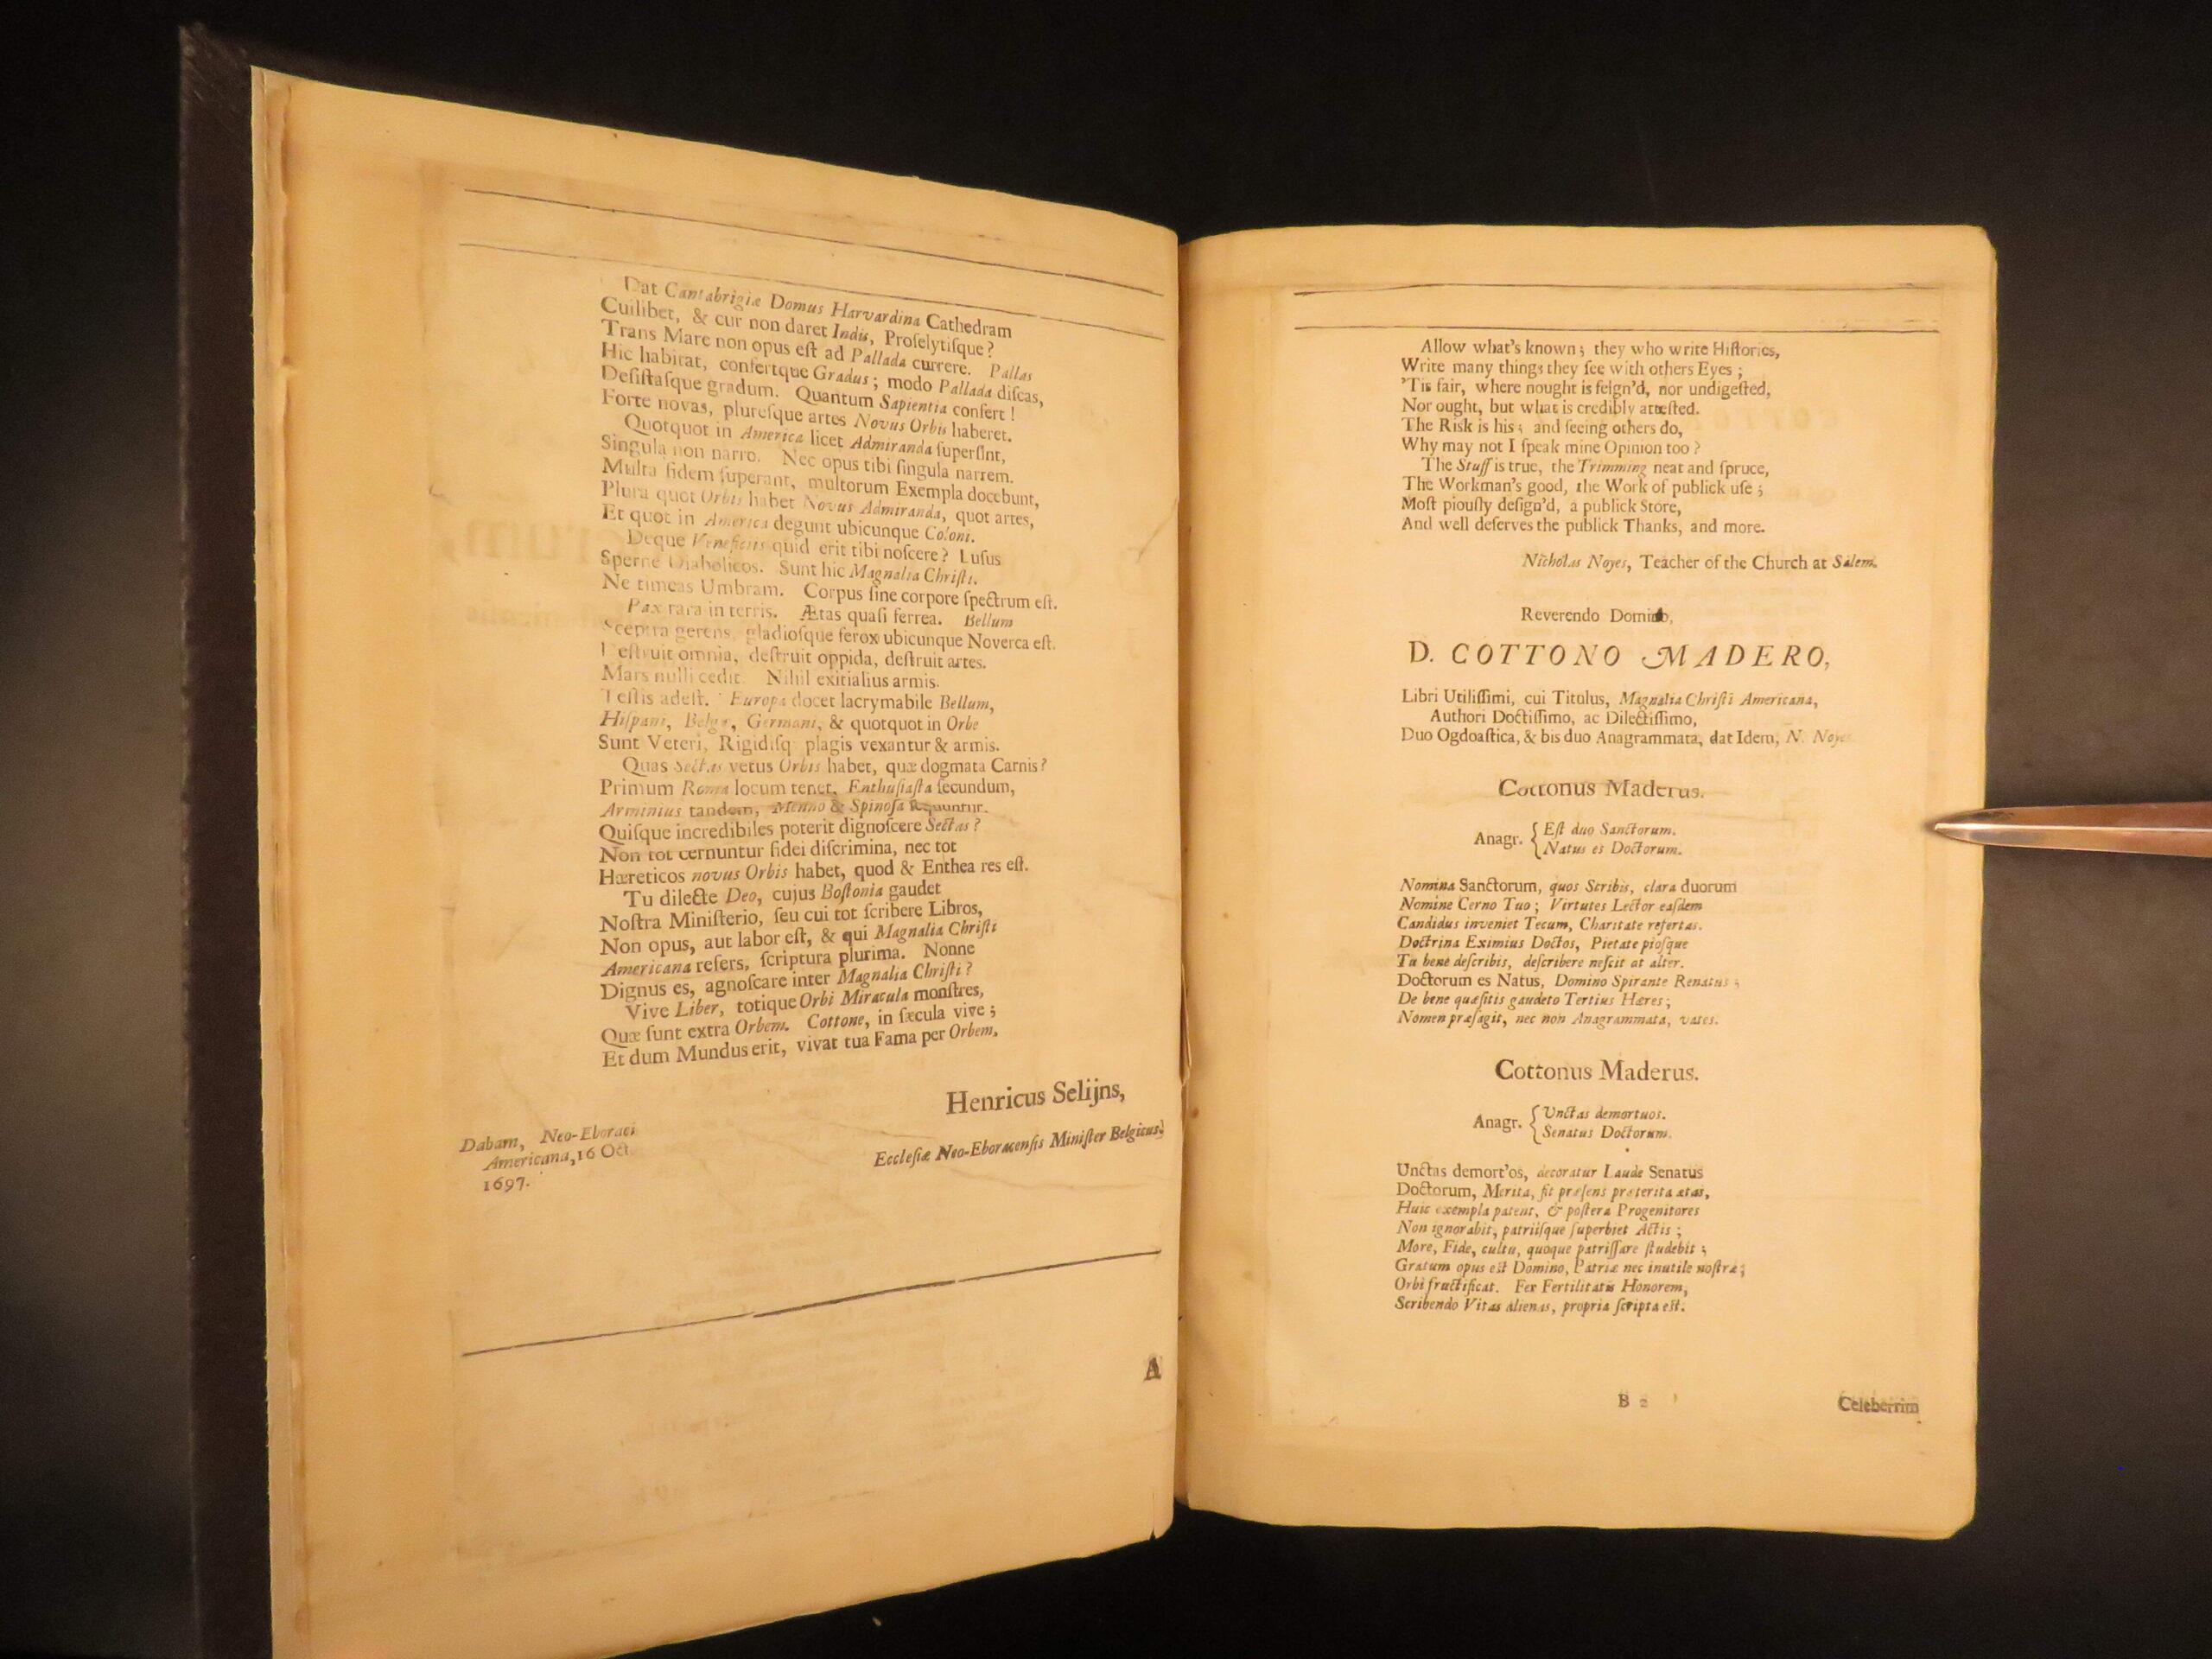 Dat Cantabrigiæ Domus Harvardina Cathedram
Cuilibet, & cur non daret Indis, Proſelytiſque?
Trans Mare non opus eſt ad Pallada currere. Pallas
Hic habitat, confertque Gradus; modo Pallada diſcas,
Deſiſtaſque gradum. Quantum Sapientia confert!
Forte novas, plureſque artes Novus Orbis haberet.
Quotquot in America licet Admiranda ſuperſint,
Singula non narro. Nec opus tibi ſingula narrem.
Multa fidem ſuperant, multorum Exempla docebunt,
Plura quot Orbis habet Novus Admiranda, quot artes,
Et quot in America degunt ubicunque Coloni.
Deque Veneficiis quid erit tibi noſcere? Luſus
Sperne Diabolicos. Sunt hic Magnalia Chriſti.
Ne timeas Umbram. Corpus ſine corpore ſpectrum eſt.
Pax rara in terris. Ætas quaſi ferrea. Bellum
Sceptra gerens, gladioſque ferox ubicunque Noverca eſt.
Deſtruit omnia, deſtruit oppida, deſtruit artes.
Mars nulli cedit. Nihil exitialius armis.
Teſtis adeſt. Europa docet lacrymabile Bellum,
Hiſpani, Belgæ, Germani, & quotquot in Orbe
Sunt Veteri, Rigidiſq; plagis vexantur & armis.
Quas Sectas vetus Orbis habet, quæ dogmata Carnis?
Primum Roma locum tenet. Enthuſiaſta ſecundum,
Arminius tandem, Menno & Spinoſa ſequuntur.
Quiſque incredibiles poterit dignoſcere Sectas?
Non tot cernuntur fidei diſcrimina, nec tot
Hæreticos novus Orbis habet, quod & Enthea res eſt.
Tu dilecte Deo, cujus Boſtonia gaudet
Noſtra Miniſterio, ſeu cui tot ſcribere Libros,
Non opus, aut labor eſt, & qui Magnalia Chriſti
Americana refers, ſcriptura plurima. Nonne
Dignus es, agnoſcare inter Magnalia Chriſti?
Vive Liber, totique Orbi Miracula monſtres,
Quæ ſunt extra Orbem. Cottone, in ſæcula vive;
Et dum Mundus erit, vivat tua Fama per Orbem.
Henricus Selijns,
Eccleſiæ Neo-Eboracenſis Miniſter Belgicus.
Dabam, Neo-Eboraci
Americana, 16 Oct.
1697.
A
Allow what's known; they who write Hiſtories,
Write many things they ſee with others Eyes;
'Tis fair, where nought is feign'd, nor undigeſted,
Nor ought, but what is credibly atteſted.
The Risk is his; and ſeeing others do,
Why may not I ſpeak mine Opinion too?
The Stuff is true, the Trimming neat and ſpruce,
The Workman's good, the Work of publick uſe;
Moſt piouſly deſign'd, a publick Store,
And well deſerves the publick Thanks, and more.
Nicholas Noyes, Teacher of the Church at Salem.
Reverendo Domino,
D. COTTONO MADERO,
Libri Utiliſſimi, cui Titulus, Magnalia Chriſti Americana,
Authori Doctiſſimo, ac Dilectiſſimo,
Duo Ogdoaſtica, & bis duo Anagrammata, dat Idem, N. Noyes
Cottonus Maderus.
Anagr. { Eſt duo Sanctorum.
Natus es Doctorum.
Nomina Sanctorum, quos Scribis, clara duorum
Nomine Cerno Tuo; Virtutes Lector eaſdem
Candidus inveniet Tecum, Charitate refertas.
Doctrina Eximius Doctos, Pietate pioſque
Tu bene deſcribis, deſcribere neſcit at alter.
Doctorum es Natus, Domino Spirante Renatus;
De bene quæſitis gaudeto Tertius Hæres;
Nomen præſagit, nec non Anagrammata, vates.
Cottonus Maderus.
Anagr. { Unctas demortuos.
Senatus Doctorum.
Unctas demort'os, decoratur Laude Senatus
Doctorum, Merita, fit præſens præterita ætas,
Huic exempla patent, & poſtera Progenitores
Non ignorabit, patriiſque ſuperbiet Actis;
More, Fide, cultu, quoque patriſſare ſtudebit;
Gratum opus eſt Domino, Patriæ nec inutile noſtræ;
Orbi fructificat. Fer Fertilitatis Honorem,
Scribendo Vitas alienas, propria ſcripta eſt.
B 2
Celeberrim